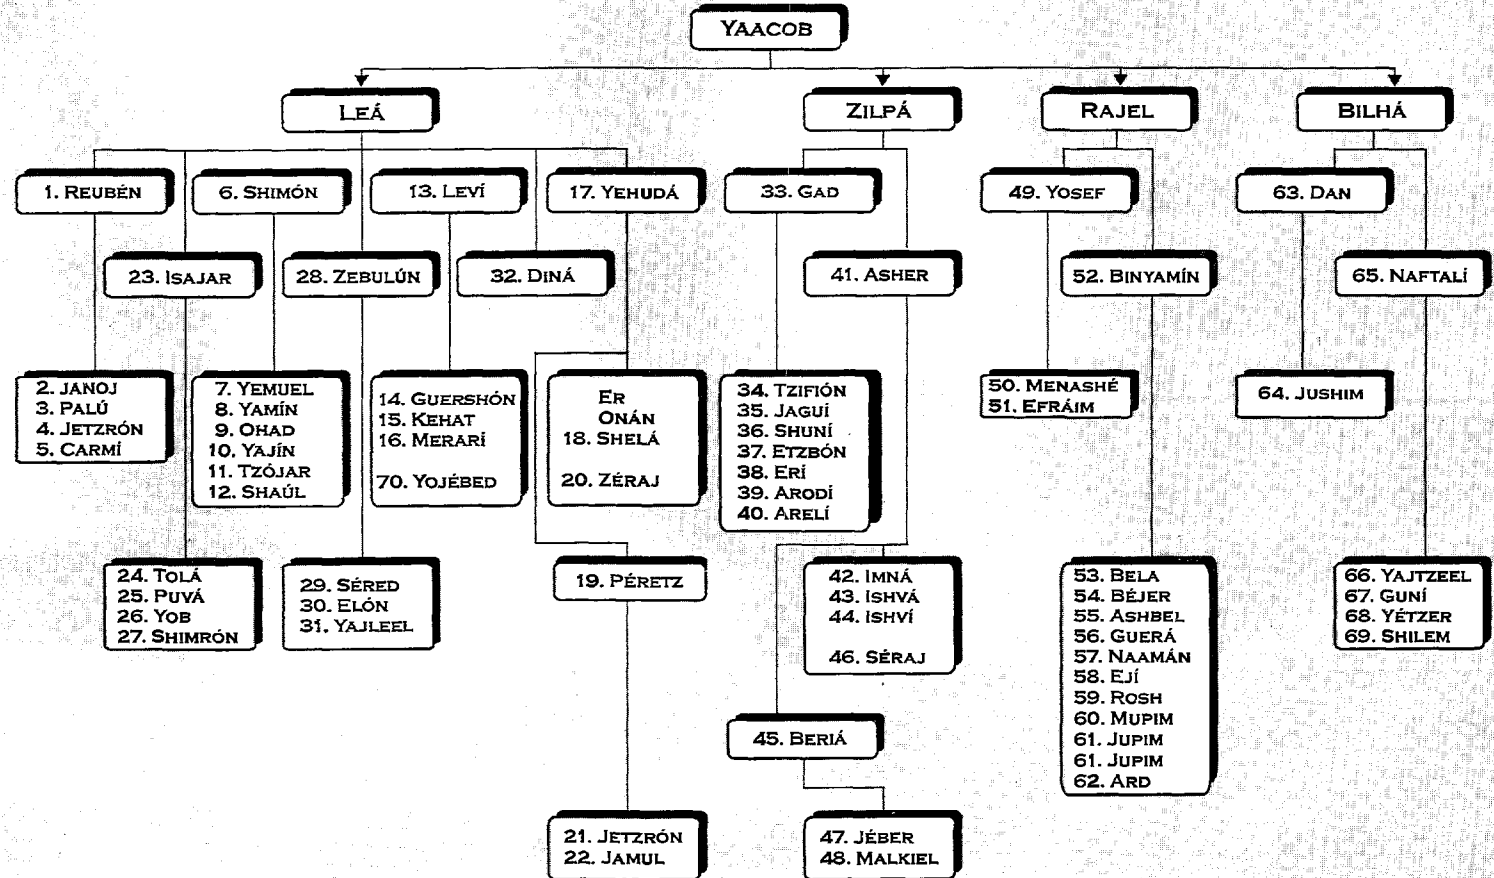 YAACOB
LEÁ
ZILPÁ
RAJEL
BILHÁ
1. REUBÉN
6. SHIMÓN
13. LEVÍ
17. YEHUDÁ
33. GAD
49. YOSEF
63. DAN
23. ISAJAR
28. ZEBULÚN
32. DINÁ
41. ASHER
52. BINYAMÍN
65. NAFTALÍ
2. JANOJ
3. PALÚ
4. JETZRÓN
5. CARMÍ
7. YEMUEL
8. YAMÍN
9. OHAD
10. YAJÍN
11. TZÓJAR
12. SHAÚL
14. GUERSHÓN
15. KEHAT
16. MERARÍ
70. YOJÉBED
ER
ONÁN
18. SHELÁ
20. ZÉRAJ
34. TZIFIÓN
35. JAGUÍ
36. SHUNÍ
37. ETZBÓN
38. ERÍ
39. ARODÍ
40. ARELÍ
50. MENASHÉ
51. EFRÁIM
64. JUSHIM
24. TOLÁ
25. PUVÁ
26. YOB
27. SHIMRÓN
29. SÉRED
30. ELÓN
31. YAJLEEL
19. PÉRETZ
42. IMNÁ
43. ISHVÁ
44. ISHVÍ
46. SÉRAJ
53. BELA
54. BÉJER
55. ASHBEL
56. GUERÁ
57. NAAMÁN
58. EJÍ
59. ROSH
60. MUPIM
61. JUPIM
61. JUPIM
62. ARD
66. YAJTZEEL
67. GUNÍ
68. YÉTZER
69. SHILEM
45. BERIÁ
21. JETZRÓN
22. JAMUL
47. JÉBER
48. MALKIEL